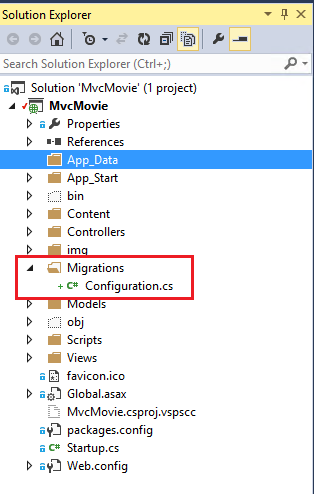 Solution Explorer
Search Solution Explorer (Ctrl+;)
Solution 'MvcMovie' (1 project)
MvcMovie
Properties
References
App_Data
App_Start
bin
Content
Controllers
img
Migrations
+ C# Configuration.cs
Models
obj
Scripts
Views
favicon.ico
Global.asax
MvcMovie.csproj.vspscc
packages.config
C# Startup.cs
Web.config